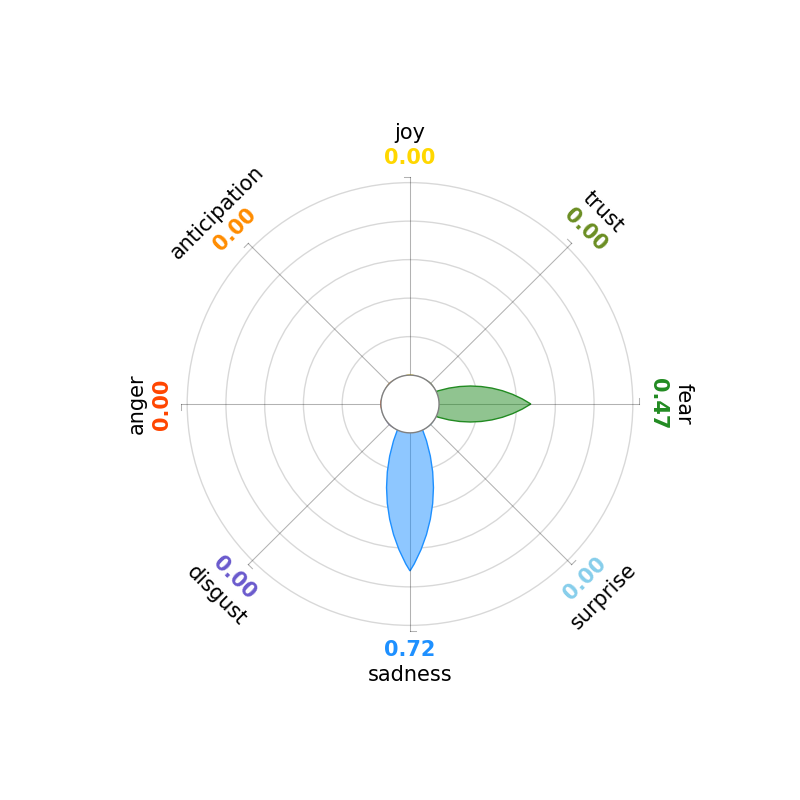 joy
0.00
trust
0.00
fear
0.47
surprise
0.00
0.72
sadness
disgust
0.00
anger
0.00
anticipation
0.00